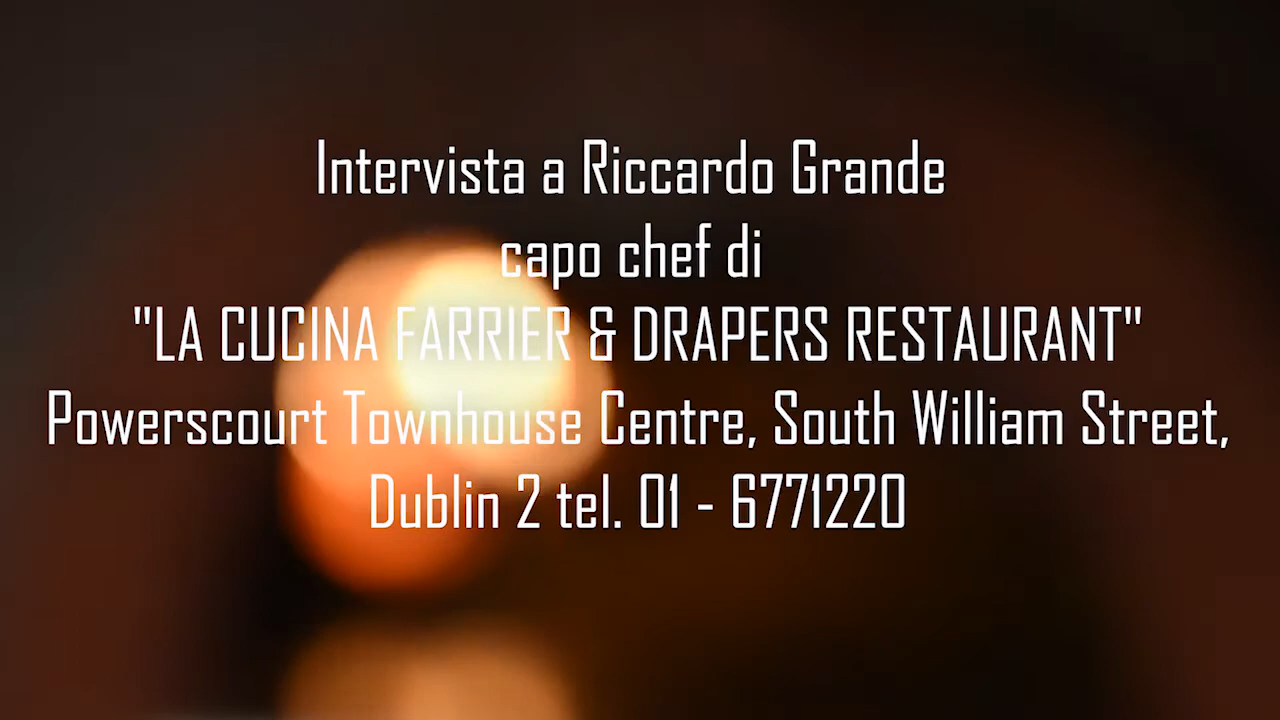 Intervista a Riccardo Grande
capo chef di
"LA CUCINA FARRIER & DRAPERS RESTAURANT"
Powerscourt Townhouse Centre, South William Street,
Dublin 2 tel. 01 - 6771220